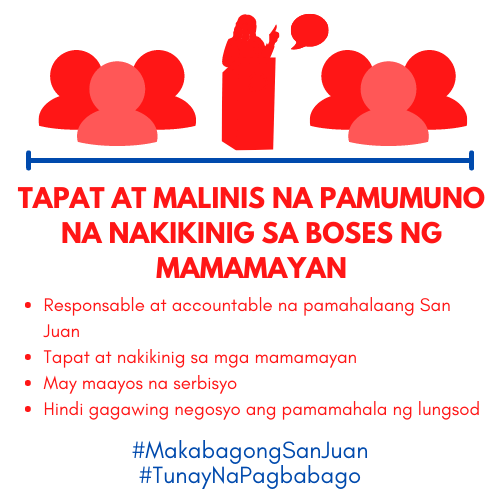 TAPAT AT MALINIS NA PAMUMUNO
NA NAKIKINIG SA BOSES NG
MAMAMAYAN
• Responsable at accountable na pamahalaang San
Juan
• Tapat at nakikinig sa mga mamamayan
• May maayos na serbisyo
• Hindi gagawing negosyo ang pamamahala ng lungsod
#MakabagongSanJuan
#TunayNaPagbabago